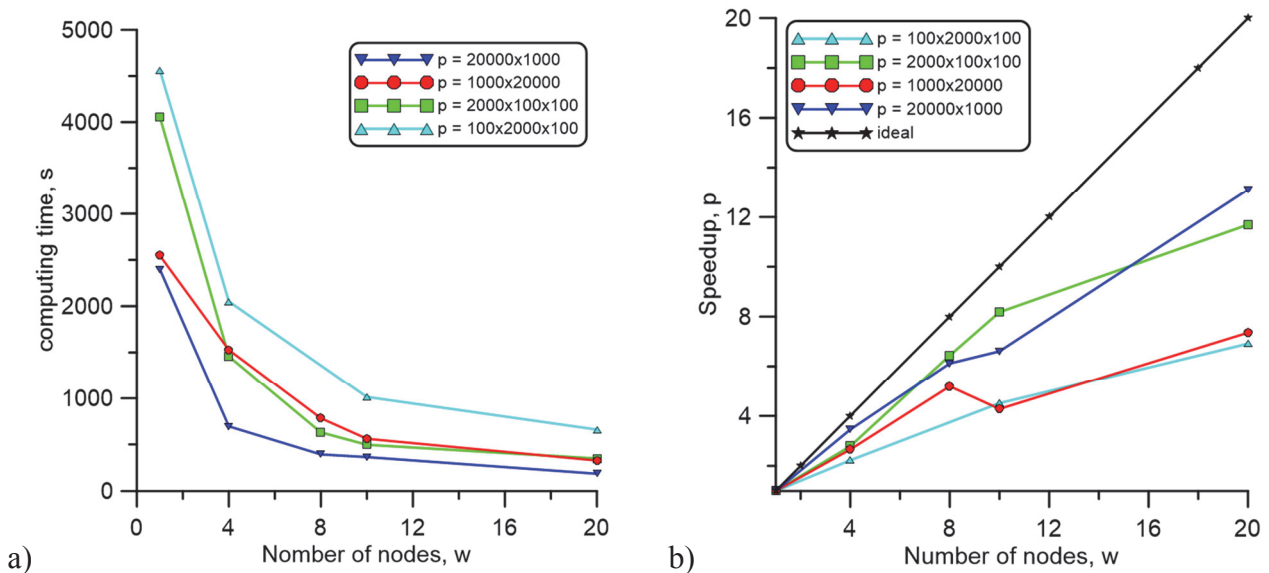 5000
4000
3000
2000
1000
0
computing time, s
p = 20000x1000
p = 1000x20000
p = 2000x100x100
p = 100x2000x100
0 4 8 12 16 20
Nomber of nodes, w
a)
20
16
12
8
4
Speedup, p
p = 100x2000x100
p = 2000x100x100
p = 1000x20000
p = 20000x1000
ideal
4 8 12 16 20
Number of nodes, w
b)